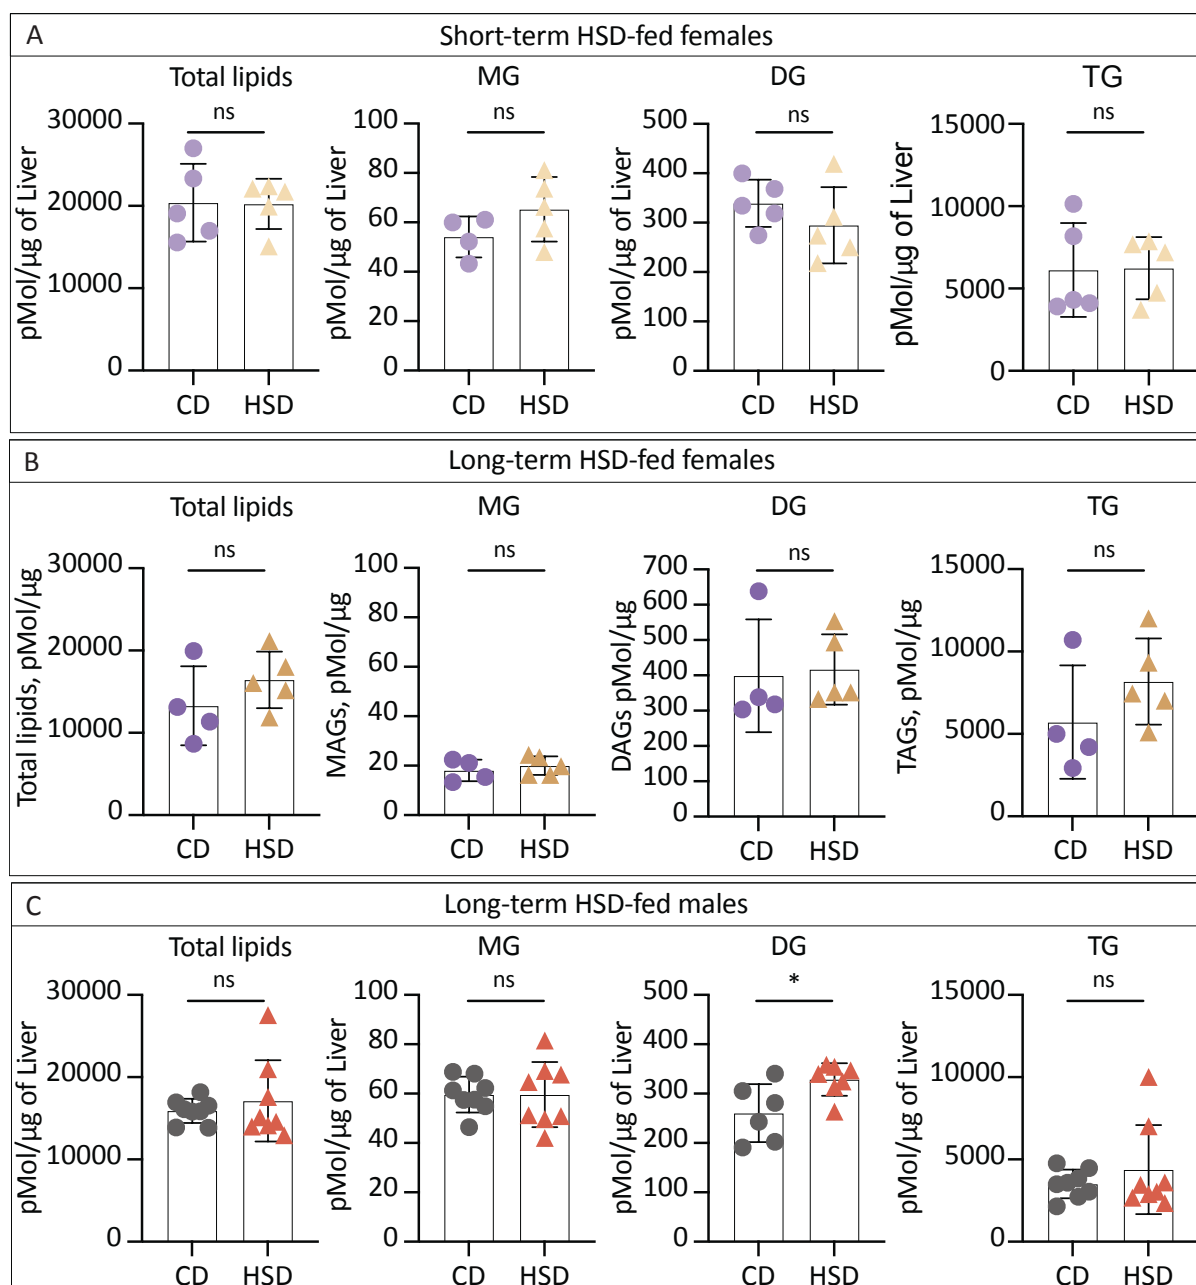 A
Short-term HSD-fed females
Total lipids
MG
DG
TG
ns
ns
ns
ns
pMol/µg of Liver
30000
20000
10000
0
CD
HSD
pMol/µg of Liver
100
80
60
40
20
0
CD
HSD
pMol/µg of Liver
500
400
300
200
100
0
CD
HSD
pMol/µg of Liver
15000
10000
5000
0
CD
HSD
B
Long-term HSD-fed females
Total lipids
MG
DG
TG
ns
ns
ns
ns
Total lipids, pMol/µg
30000
20000
10000
0
CD
HSD
MAGs, pMol/µg
100
80
60
40
20
0
CD
HSD
DAGs pMol/µg
700
600
500
400
300
200
100
0
CD
HSD
TAGs, pMol/µg
15000
10000
5000
0
CD
HSD
C
Long-term HSD-fed males
Total lipids
MG
DG
TG
ns
ns
*
ns
pMol/µg of Liver
30000
20000
10000
0
CD
HSD
pMol/µg of Liver
100
80
60
40
20
0
CD
HSD
pMol/µg of Liver
500
400
300
200
100
0
CD
HSD
pMol/µg of Liver
15000
10000
5000
0
CD
HSD